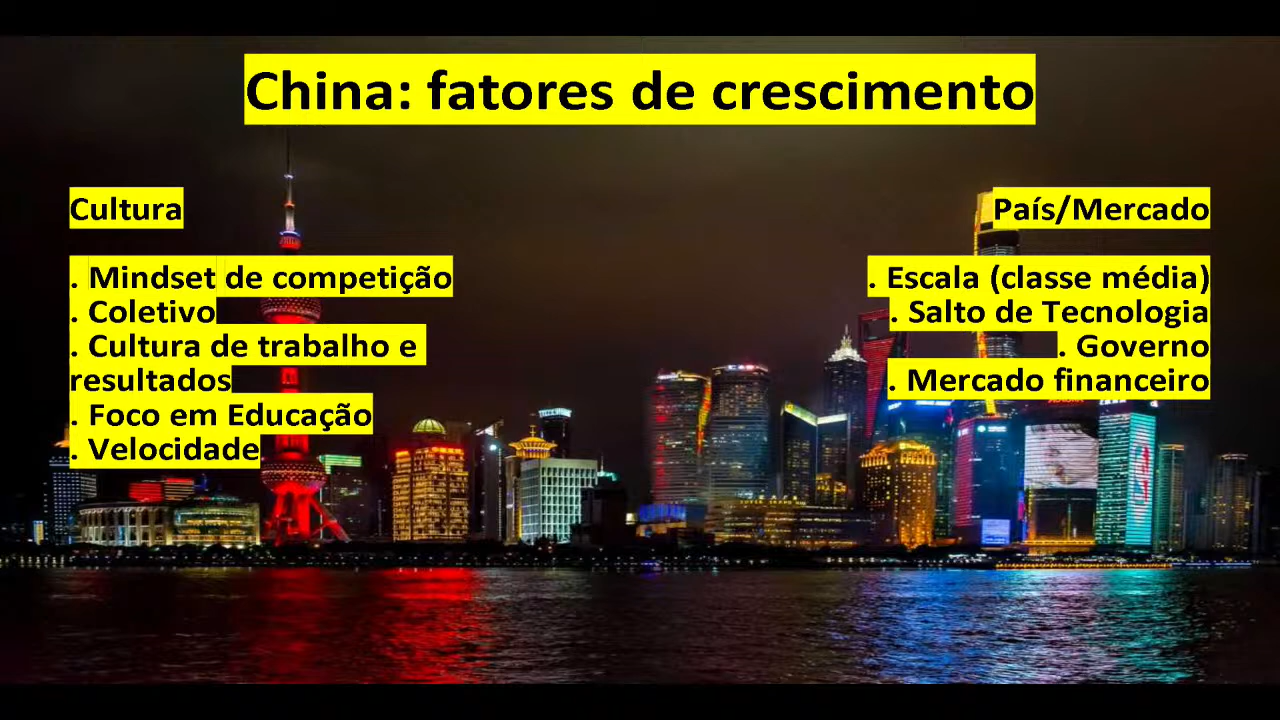 China: fatores de crescimento
Cultura
. Mindset de competição
. Coletivo
. Cultura de trabalho e
resultados
. Foco em Educação
. Velocidade
País/Mercado
. Escala (classe média)
. Salto de Tecnologia
. Governo
. Mercado financeiro